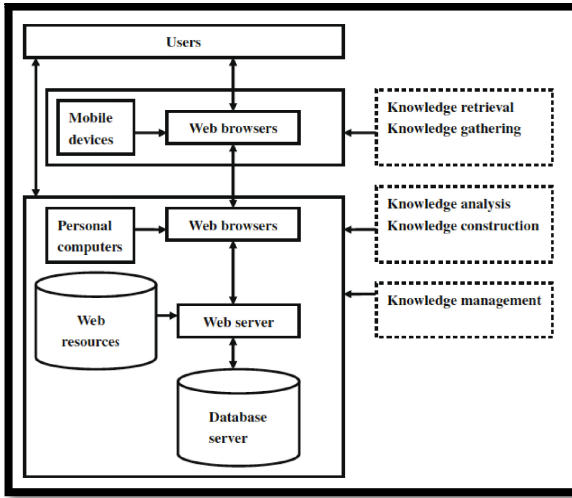 Users
Mobile
devices
Web browsers
Knowledge retrieval
Knowledge gathering
Personal
computers
Web browsers
Knowledge analysis
Knowledge construction
Web
resources
Web server
Knowledge management
Database
server